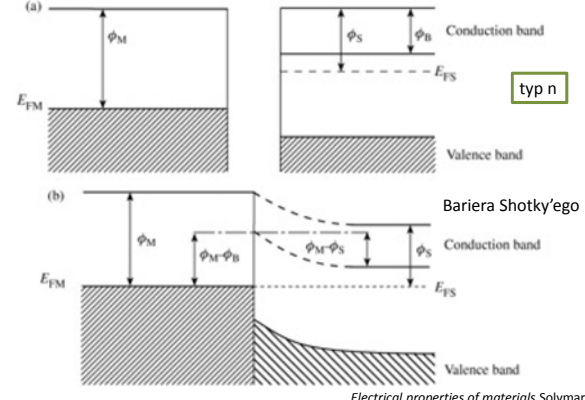 (a)
ϕM
ϕS
ϕB
Conduction band
EFS
typ n
EFM
Valence band
(b)
Bariera Shotky'ego
ϕM
ϕM-ϕB
ϕM-ϕS
ϕS
Conduction band
EFM
EFS
Valence band
Electrical properties of materials Solymar